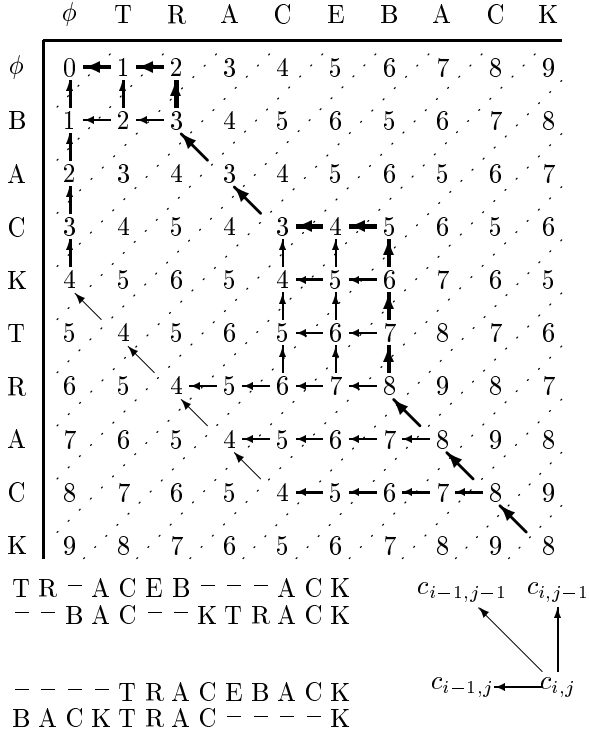 ϕ T R A C E B A C K
ϕ 0 1 2 3 4 5 6 7 8 9
B 1 2 3 4 5 6 5 6 7 8
A 2 3 4 3 4 5 6 5 6 7
C 3 4 5 4 3 4 5 6 5 6
K 4 5 6 5 4 5 6 7 6 5
T 5 4 5 6 5 6 7 8 7 6
R 6 5 4 5 6 7 8 9 8 7
A 7 6 5 4 5 6 7 8 9 8
C 8 7 6 5 4 5 6 7 8 9
K 9 8 7 6 5 6 7 8 9 8
T R − A C E B − − − A C K
− − B A C − − K T R A C K
c_{i−1,j−1} c_{i,j−1}
c_{i−1,j} c_{i,j}
− − − − T R A C E B A C K
B A C K T R A C − − − − K